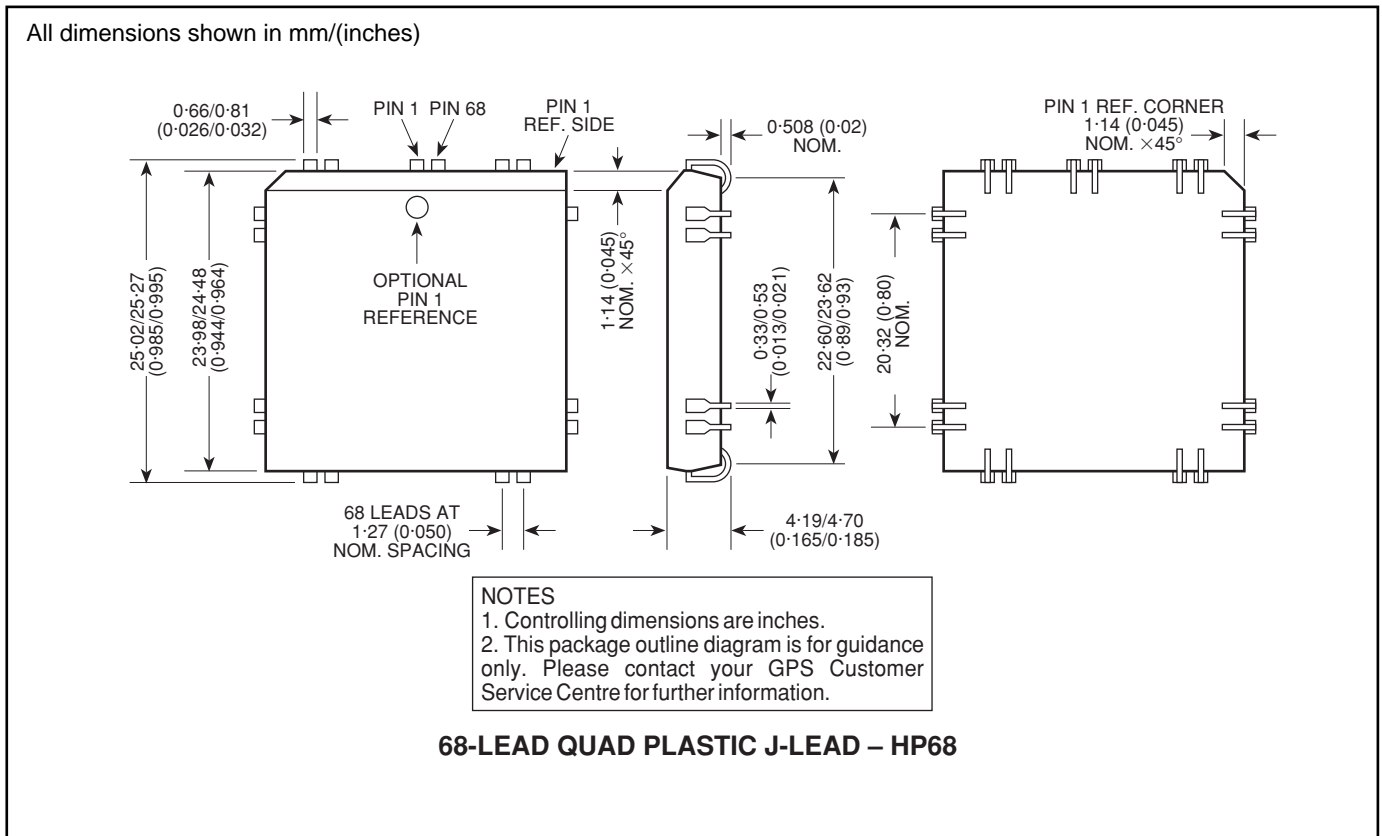 All dimensions shown in mm/(inches)
0·66/0·81
(0·026/0·032)
PIN 1
PIN 68
PIN 1
REF. SIDE
0·508 (0·02)
NOM.
PIN 1 REF. CORNER
1·14 (0·045)
NOM. ×45°
25·02/25·27
(0·985/0·995)
23·98/24·48
(0·944/0·964)
OPTIONAL
PIN 1
REFERENCE
1·14 (0·045)
NOM. ×45°
0·33/0·53
(0·013/0·021)
22·60/23·62
(0·89/0·93)
20·32 (0·80)
NOM.
68 LEADS AT
1·27 (0·050)
NOM. SPACING
4·19/4·70
(0·165/0·185)
NOTES
1. Controlling dimensions are inches.
2. This package outline diagram is for guidance
only. Please contact your GPS Customer
Service Centre for further information.
68-LEAD QUAD PLASTIC J-LEAD – HP68